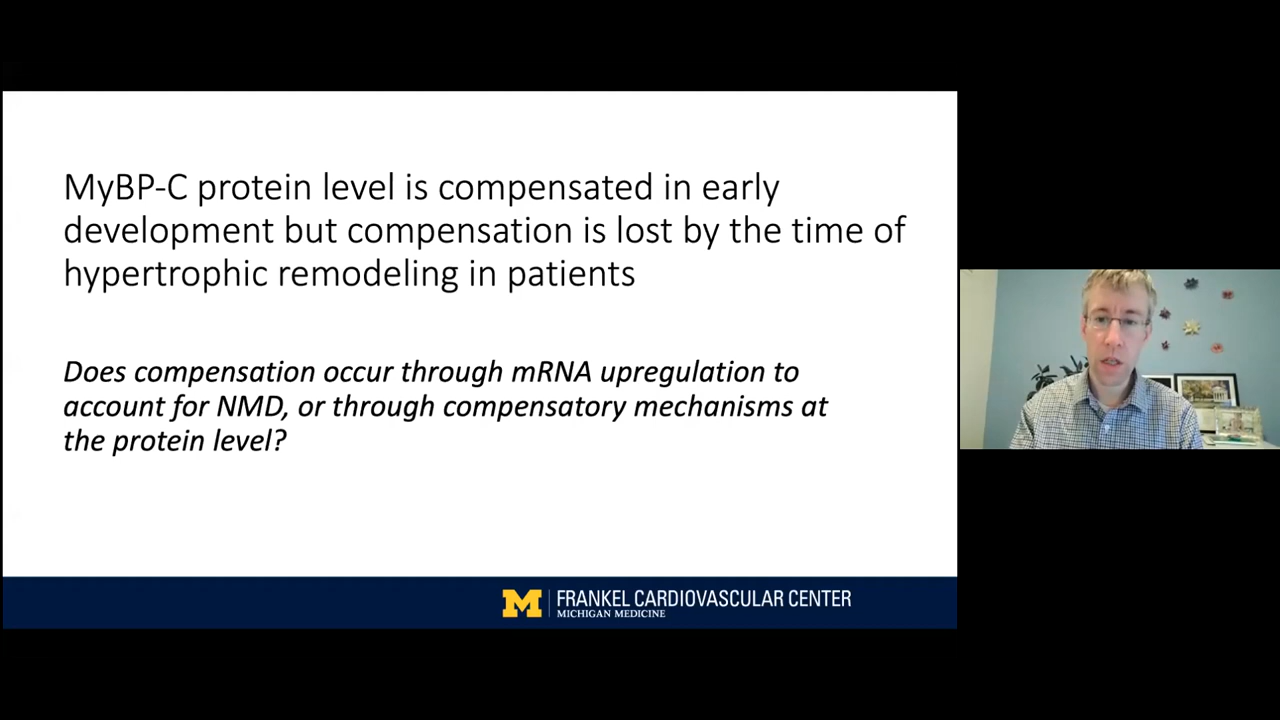 MyBP-C protein level is compensated in early
development but compensation is lost by the time of
hypertrophic remodeling in patients
Does compensation occur through mRNA upregulation to
account for NMD, or through compensatory mechanisms at
the protein level?
M
FRANKEL CARDIOVASCULAR CENTER
MICHIGAN MEDICINE